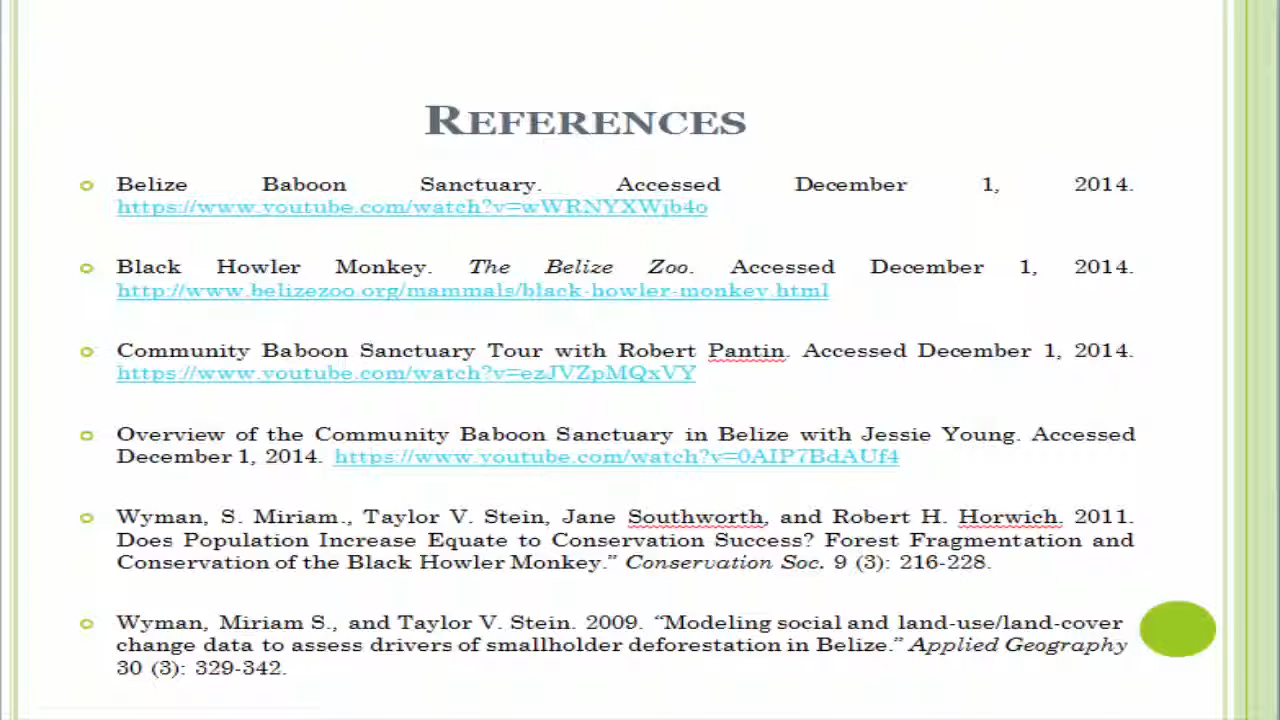 REFERENCES
Belize Baboon Sanctuary. Accessed December 1, 2014.
https://www.youtube.com/watch?v=wWRNYXWjb4o
Black Howler Monkey. The Belize Zoo. Accessed December 1, 2014.
http://www.belizezoo.org/mammals/black-howler-monkey.html
Community Baboon Sanctuary Tour with Robert Pantin. Accessed December 1, 2014.
https://www.youtube.com/watch?v=ezJVZpMQxVY
Overview of the Community Baboon Sanctuary in Belize with Jessie Young. Accessed
December 1, 2014. https://www.youtube.com/watch?v=0AIP7BdAUf4
Wyman, S. Miriam., Taylor V. Stein, Jane Southworth, and Robert H. Horwich. 2011.
Does Population Increase Equate to Conservation Success? Forest Fragmentation and
Conservation of the Black Howler Monkey.” Conservation Soc. 9 (3): 216-228.
Wyman, Miriam S., and Taylor V. Stein. 2009. “Modeling social and land-use/land-cover
change data to assess drivers of smallholder deforestation in Belize.” Applied Geography
30 (3): 329-342.